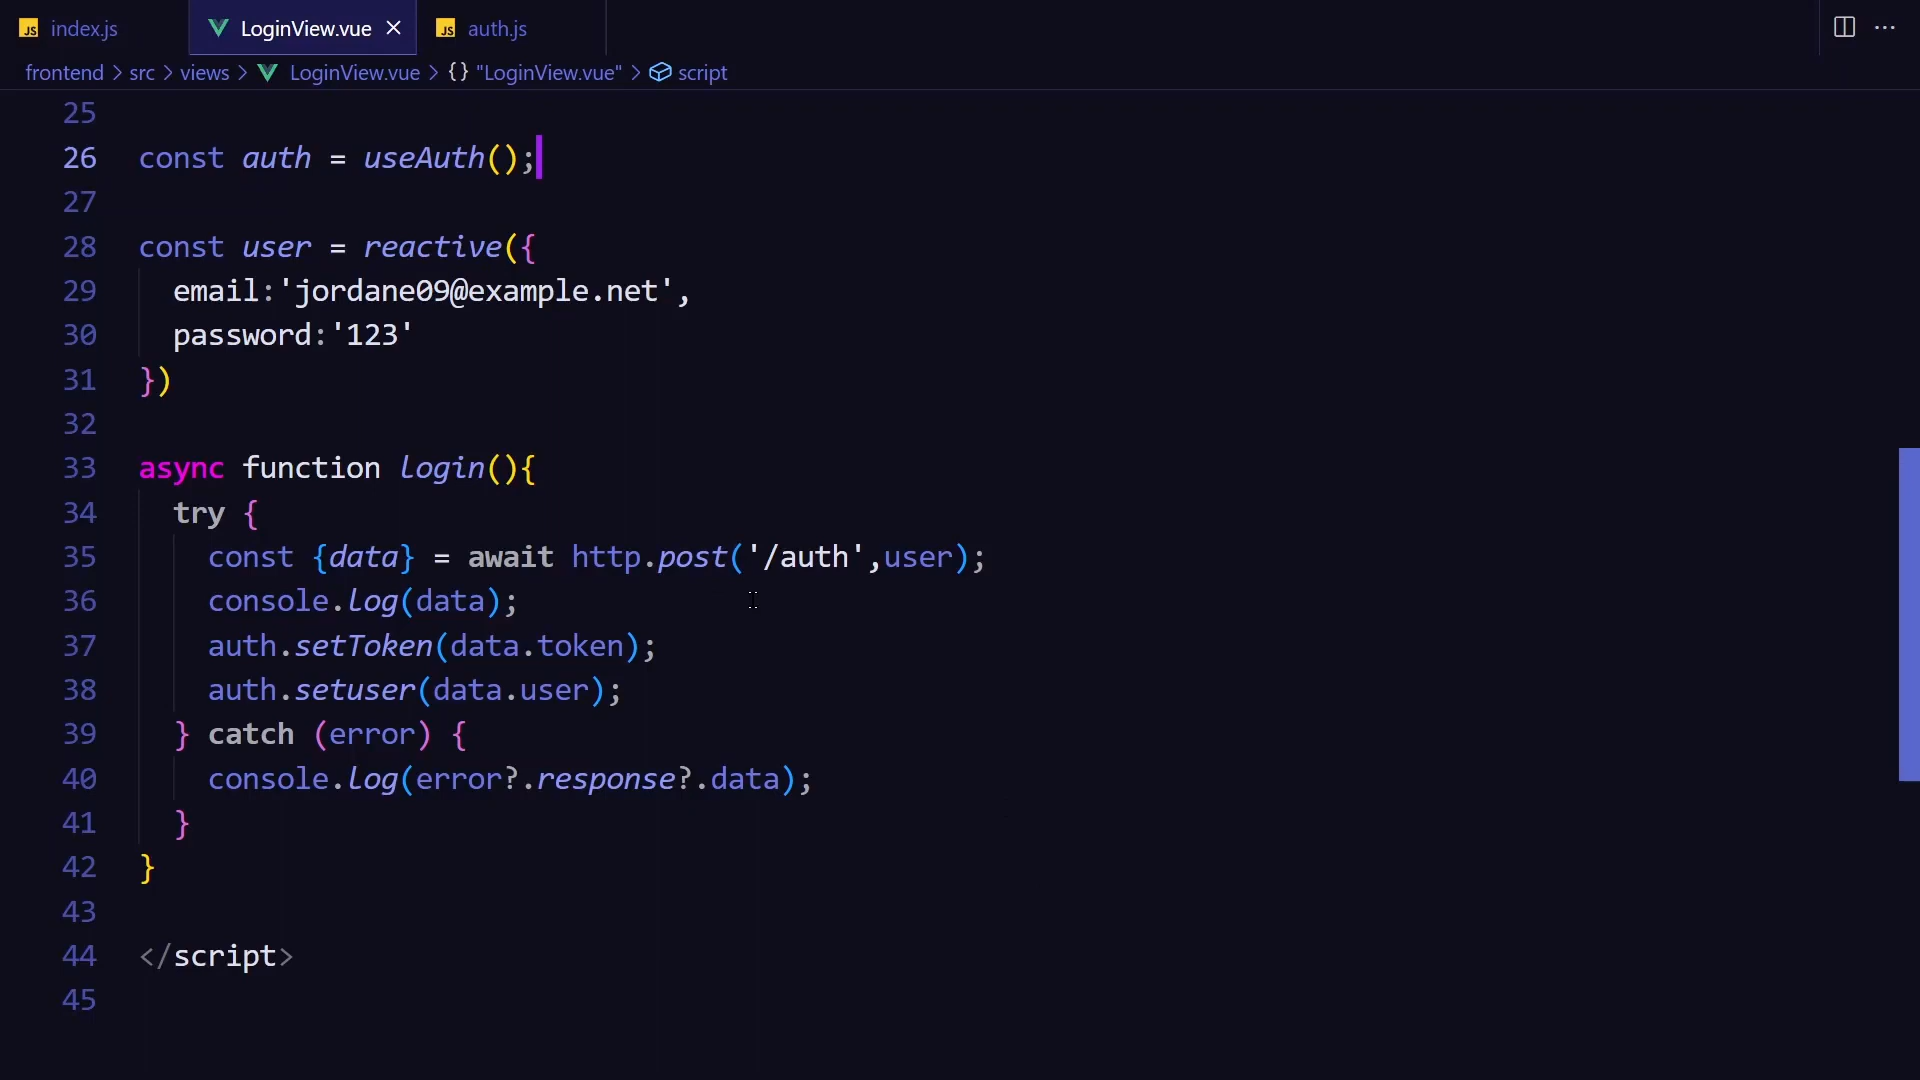 JS index.js LoginView.vue JS auth.js
frontend > src > views > LoginView.vue > {} "LoginView.vue" > script
25
26 const auth = useAuth();
27
28 const user = reactive({
29 email:'jordane09@example.net',
30 password:'123'
31 })
32
33 async function login(){
34 try {
35 const {data} = await http.post('/auth',user);
36 console.log(data);
37 auth.setToken(data.token);
38 auth.setuser(data.user);
39 } catch (error) {
40 console.log(error?.response?.data);
41 }
42 }
43
44 </script>
45